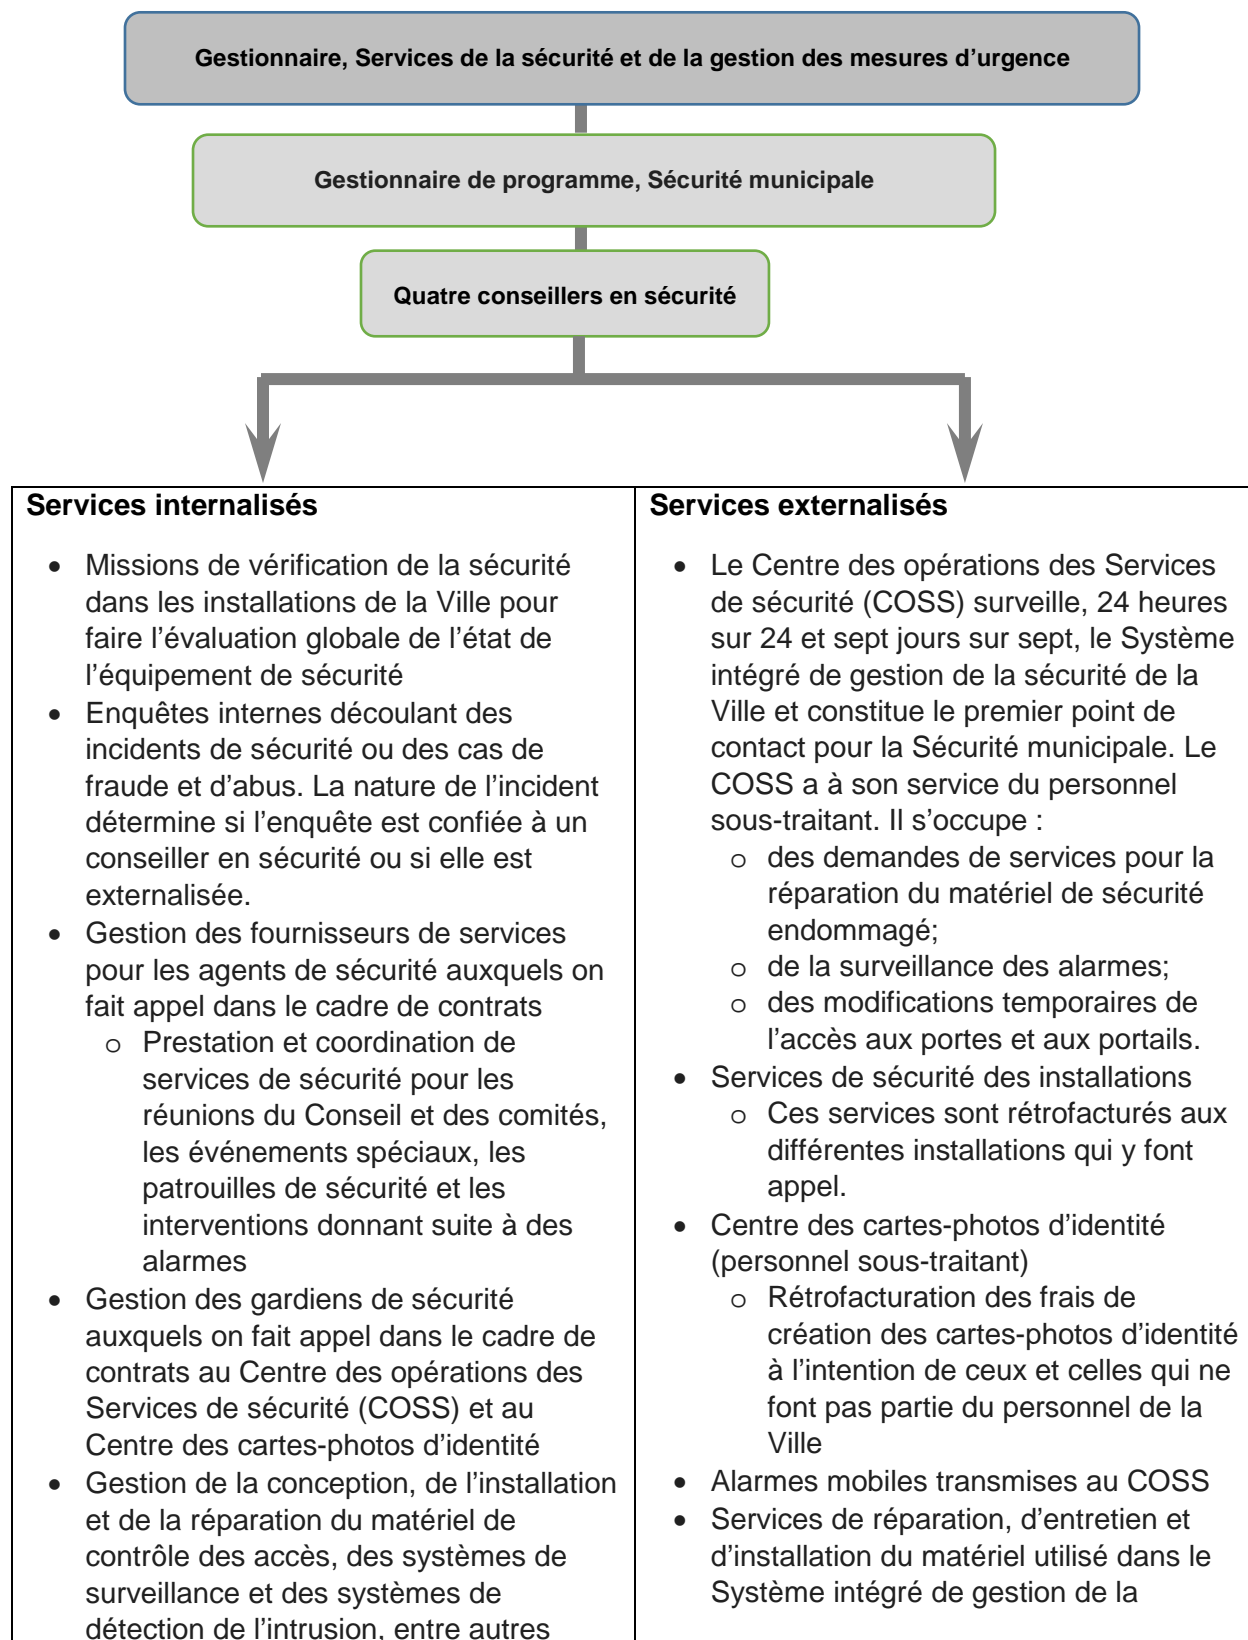 Gestionnaire, Services de la sécurité et de la gestion des mesures d’urgence
Gestionnaire de programme, Sécurité municipale
Quatre conseillers en sécurité
Services internalisés
• Missions de vérification de la sécurité
dans les installations de la Ville pour
faire l’évaluation globale de l’état de
l’équipement de sécurité
• Enquêtes internes découlant des
incidents de sécurité ou des cas de
fraude et d’abus. La nature de l’incident
détermine si l’enquête est confiée à un
conseiller en sécurité ou si elle est
externalisée.
• Gestion des fournisseurs de services
pour les agents de sécurité auxquels on
fait appel dans le cadre de contrats
o Prestation et coordination de
services de sécurité pour les
réunions du Conseil et des comités,
les événements spéciaux, les
patrouilles de sécurité et les
interventions donnant suite à des
alarmes
• Gestion des gardiens de sécurité
auxquels on fait appel dans le cadre de
contrats au Centre des opérations des
Services de sécurité (COSS) et au
Centre des cartes-photos d’identité
• Gestion de la conception, de l’installation
et de la réparation du matériel de
contrôle des accès, des systèmes de
surveillance et des systèmes de
détection de l’intrusion, entre autres
Services externalisés
• Le Centre des opérations des Services
de sécurité (COSS) surveille, 24 heures
sur 24 et sept jours sur sept, le Système
intégré de gestion de la sécurité de la
Ville et constitue le premier point de
contact pour la Sécurité municipale. Le
COSS a à son service du personnel
sous-traitant. Il s’occupe :
o des demandes de services pour la
réparation du matériel de sécurité
endommagé;
o de la surveillance des alarmes;
o des modifications temporaires de
l’accès aux portes et aux portails.
• Services de sécurité des installations
o Ces services sont rétrofacturés aux
différentes installations qui y font
appel.
• Centre des cartes-photos d’identité
(personnel sous-traitant)
o Rétrofacturation des frais de
création des cartes-photos d’identité
à l’intention de ceux et celles qui ne
font pas partie du personnel de la
Ville
• Alarmes mobiles transmises au COSS
• Services de réparation, d’entretien et
d’installation du matériel utilisé dans le
Système intégré de gestion de la